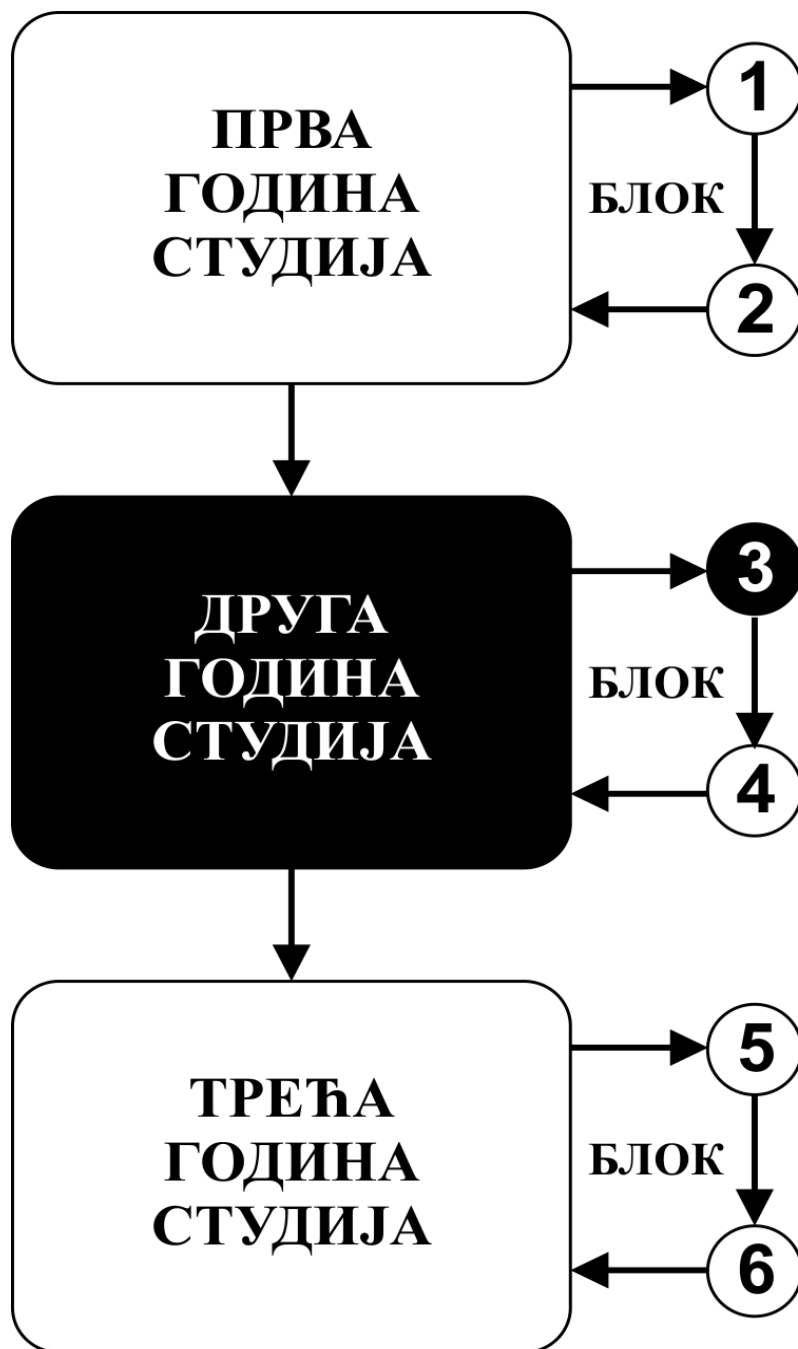 ПРВА
ГОДИНА
СТУДИЈА
1
БЛОК
2
ДРУГА
ГОДИНА
СТУДИЈА
3
БЛОК
4
ТРЕЋА
ГОДИНА
СТУДИЈА
5
БЛОК
6